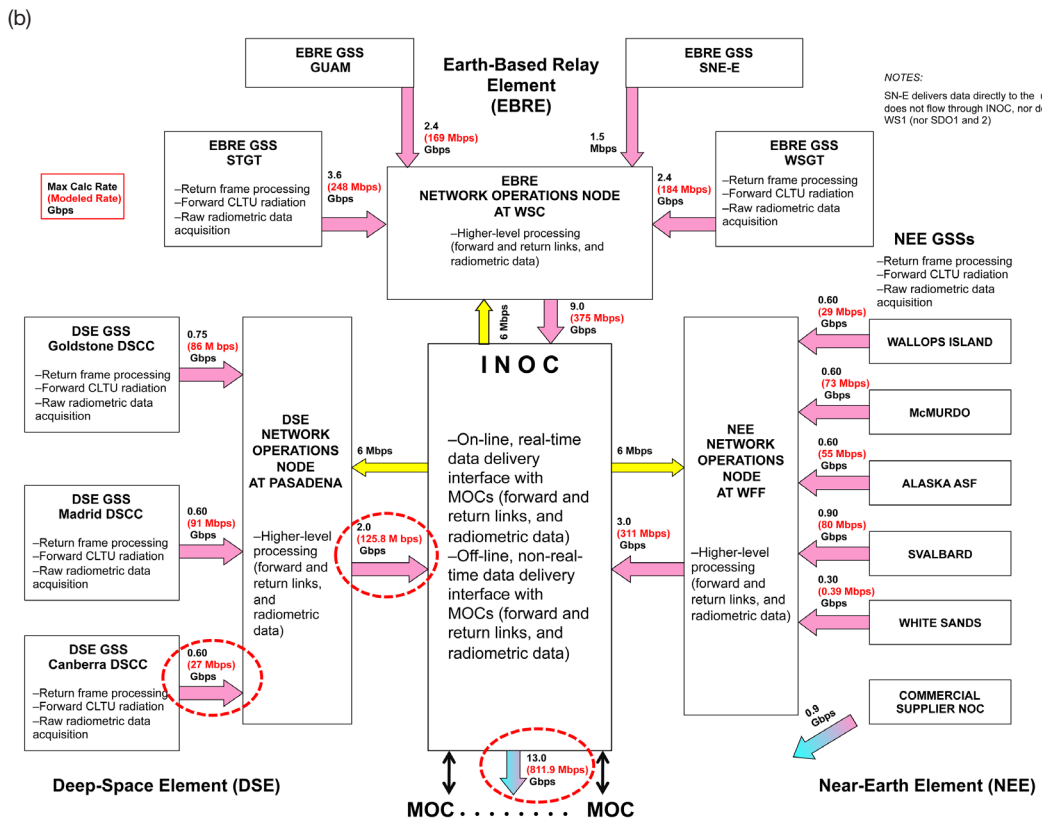 (b)
EBRE GSS
GUAM
Earth-Based Relay
Element
(EBRE)
EBRE GSS
SNE-E
NOTES:
SN-E delivers data directly to the
does not flow through INOC, nor
WS1 (nor SDO1 and 2)
2.4
(169 Mbps)
Gbps
1.5
Mbps
EBRE GSS
STGT
–Return frame processing
–Forward CLTU radiation
–Raw radiometric data
acquisition
3.6
(248 Mbps)
Gbps
EBRE
NETWORK OPERATIONS NODE
AT WSC
–Higher-level processing
(forward and return links, and
radiometric data)
2.4
(184 Mbps)
Gbps
EBRE GSS
WSGT
–Return frame processing
–Forward CLTU radiation
–Raw radiometric data
acquisition
Max Calc Rate
(Modeled Rate)
Gbps
NEE GSSs
–Return frame processing
–Forward CLTU radiation
–Raw radiometric data
acquisition
6 Mbps
9.0
(375 Mbps)
Gbps
DSE GSS
Goldstone DSCC
–Return frame processing
–Forward CLTU radiation
–Raw radiometric data
acquisition
0.75
(86 M bps)
Gbps
DSE GSS
Madrid DSCC
–Return frame processing
–Forward CLTU radiation
–Raw radiometric data
acquisition
0.60
(91 Mbps)
Gbps
DSE GSS
Canberra DSCC
–Return frame processing
–Forward CLTU radiation
–Raw radiometric data
acquisition
0.60
(27 Mbps)
Gbps
DSE
NETWORK
OPERATIONS
NODE
AT PASADENA
–Higher-level
processing
(forward and
return links,
and
radiometric
data)
6 Mbps
2.0
(125.8 M bps)
Gbps
I N O C
–On-line, real-time
data delivery
interface with
MOCs (forward and
return links, and
radiometric data)
–Off-line, non-real-
time data delivery
interface with
MOCs (forward and
return links, and
radiometric data)
6 Mbps
3.0
(311 Mbps)
Gbps
NEE
NETWORK
OPERATIONS
NODE
AT WFF
–Higher-level
processing
(forward and
return links, and
radiometric data)
0.60
(29 Mbps)
Gbps
WALLOPS ISLAND
0.60
(73 Mbps)
Gbps
McMURDO
0.60
(55 Mbps)
Gbps
ALASKA ASF
0.90
(80 Mbps)
Gbps
SVALBARD
0.30
(0.39 Mbps)
Gbps
WHITE SANDS
COMMERCIAL
SUPPLIER NOC
0.9
Gbps
13.0
(811.9 Mbps)
Gbps
Deep-Space Element (DSE)
MOC . . . . . . . . MOC
Near-Earth Element (NEE)